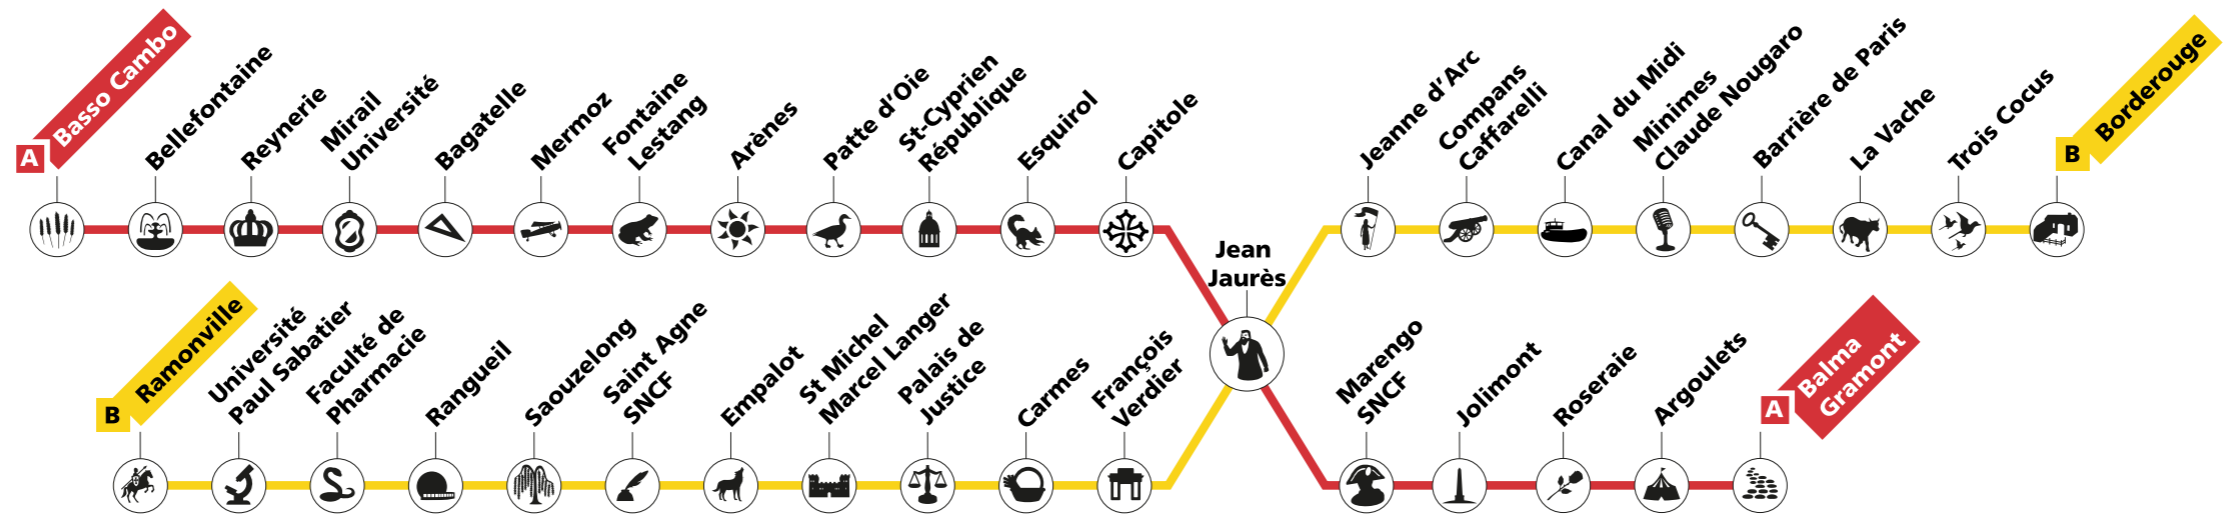 A
Basso Cambo
Bellefontaine
Reynerie
Mirail
Université
Bagatelle
Mermoz
Fontaine
Lestang
Arènes
Patte d’Oie
St-Cyprien
République
Esquirol
Capitole
Jean
Jaurès
Jeanne d’Arc
Compans
Caffarelli
Canal du Midi
Minimes
Claude Nougaro
Barrière de Paris
La Vache
Trois Cocus
B
Borderouge
B
Ramonville
Université
Paul Sabatier
Faculté de
Pharmacie
Rangueil
Saouzelong
Saint Agne
SNCF
Empalot
St Michel
Marcel Langer
Palais de
Justice
Carmes
François
Verdier
Marengo
SNCF
Jolimont
Roseraie
Argoulets
A
Balma
Gramont